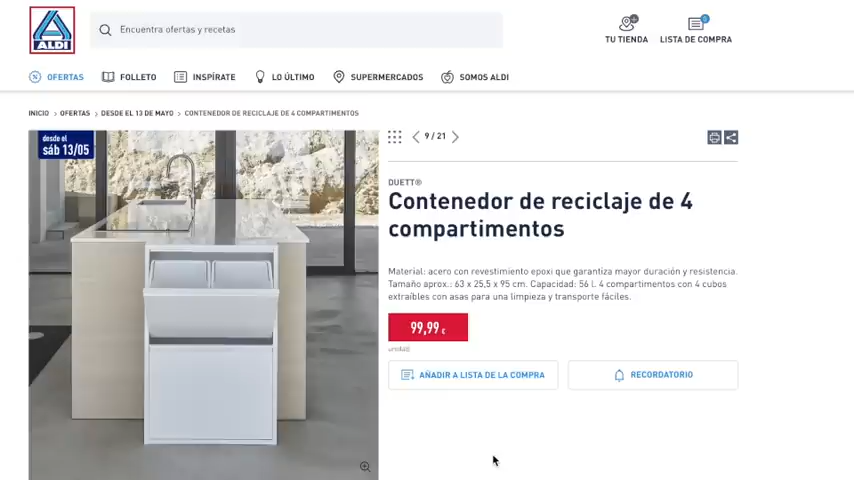 ALDI
Encuentra ofertas y recetas
TU TIENDA
LISTA DE COMPRA
OFERTAS
FOLLETO
INSPÍRATE
LO ÚLTIMO
SUPERMERCADOS
SOMOS ALDI
INICIO > OFERTAS > DESDE EL 13 DE MAYO > CONTENEDOR DE RECICLAJE DE 4 COMPARTIMENTOS
desde el
sáb 13/05
9 / 21
DUETT®
Contenedor de reciclaje de 4
compartimentos
Material: acero con revestimiento epoxi que garantiza mayor duración y resistencia.
Tamaño aprox.: 63 x 25,5 x 95 cm. Capacidad: 56 l. 4 compartimentos con 4 cubos
extraíbles con asas para una limpieza y transporte fáciles.
99,99 €
unidad
AÑADIR A LISTA DE LA COMPRA
RECORDATORIO